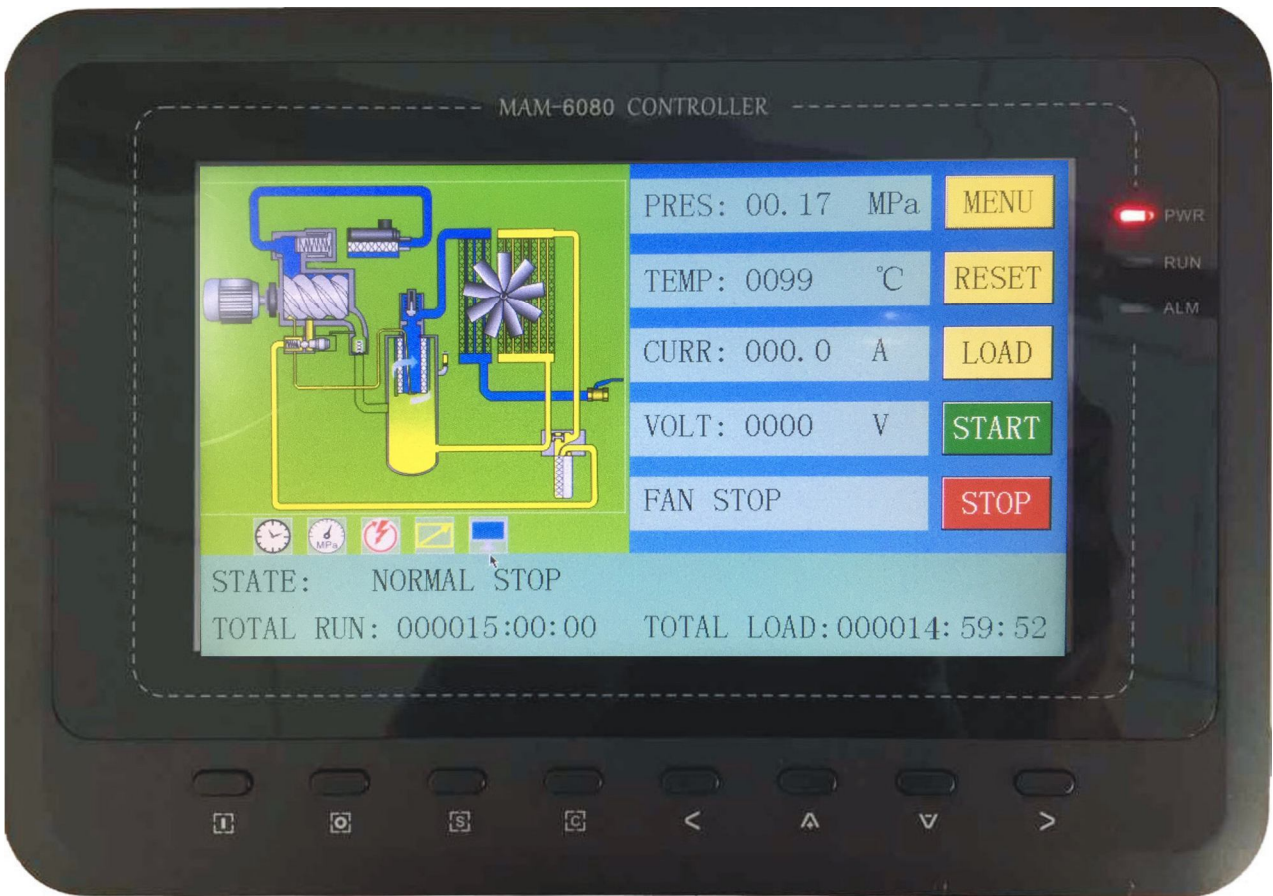 MAM-6080 CONTROLLER
PRES: 00.17 MPa
MENU
TEMP: 0099 ℃
RESET
CURR: 000.0 A
LOAD
VOLT: 0000 V
START
FAN STOP
STOP
PWR
RUN
ALM
MPa
STATE: NORMAL STOP
TOTAL RUN: 000015:00:00 TOTAL LOAD:000014:59:52
I O S C < >